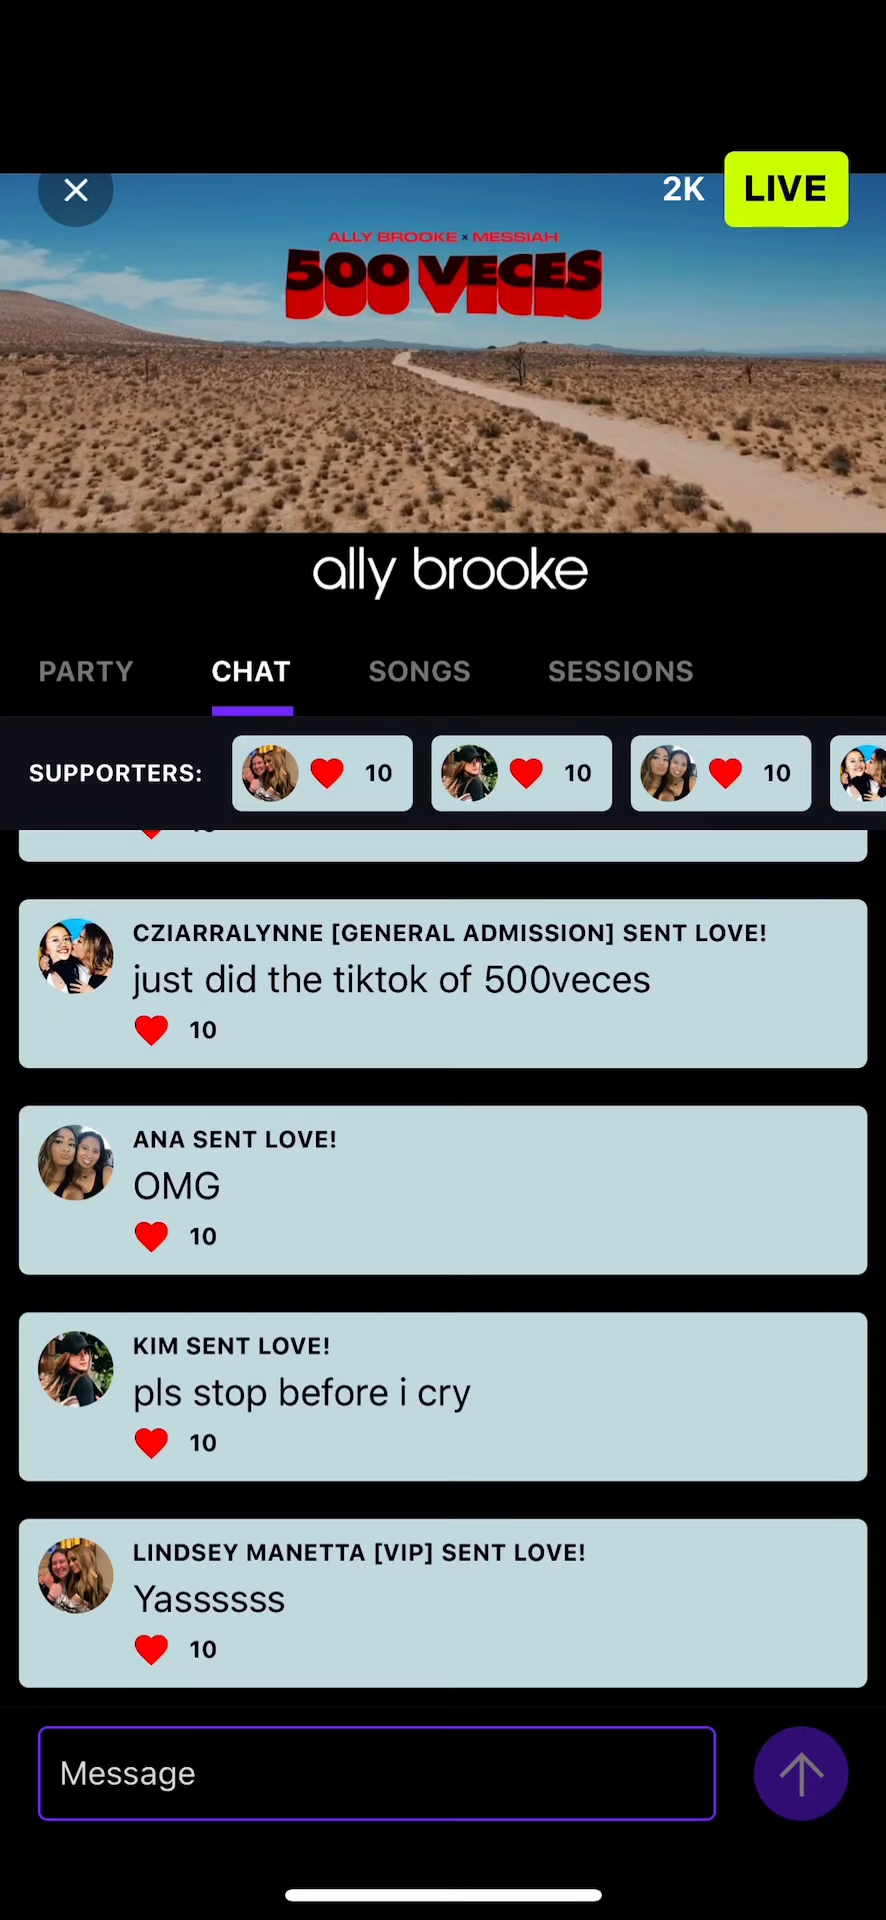 2K
LIVE
ALLY BROOKE × MESSIAH
500 VECES
ally brooke
PARTY
CHAT
SONGS
SESSIONS
SUPPORTERS:
10
10
10
CZIARRALYNNE [GENERAL ADMISSION] SENT LOVE!
just did the tiktok of 500veces
10
ANA SENT LOVE!
OMG
10
KIM SENT LOVE!
pls stop before i cry
10
LINDSEY MANETTA [VIP] SENT LOVE!
Yassssss
10
Message